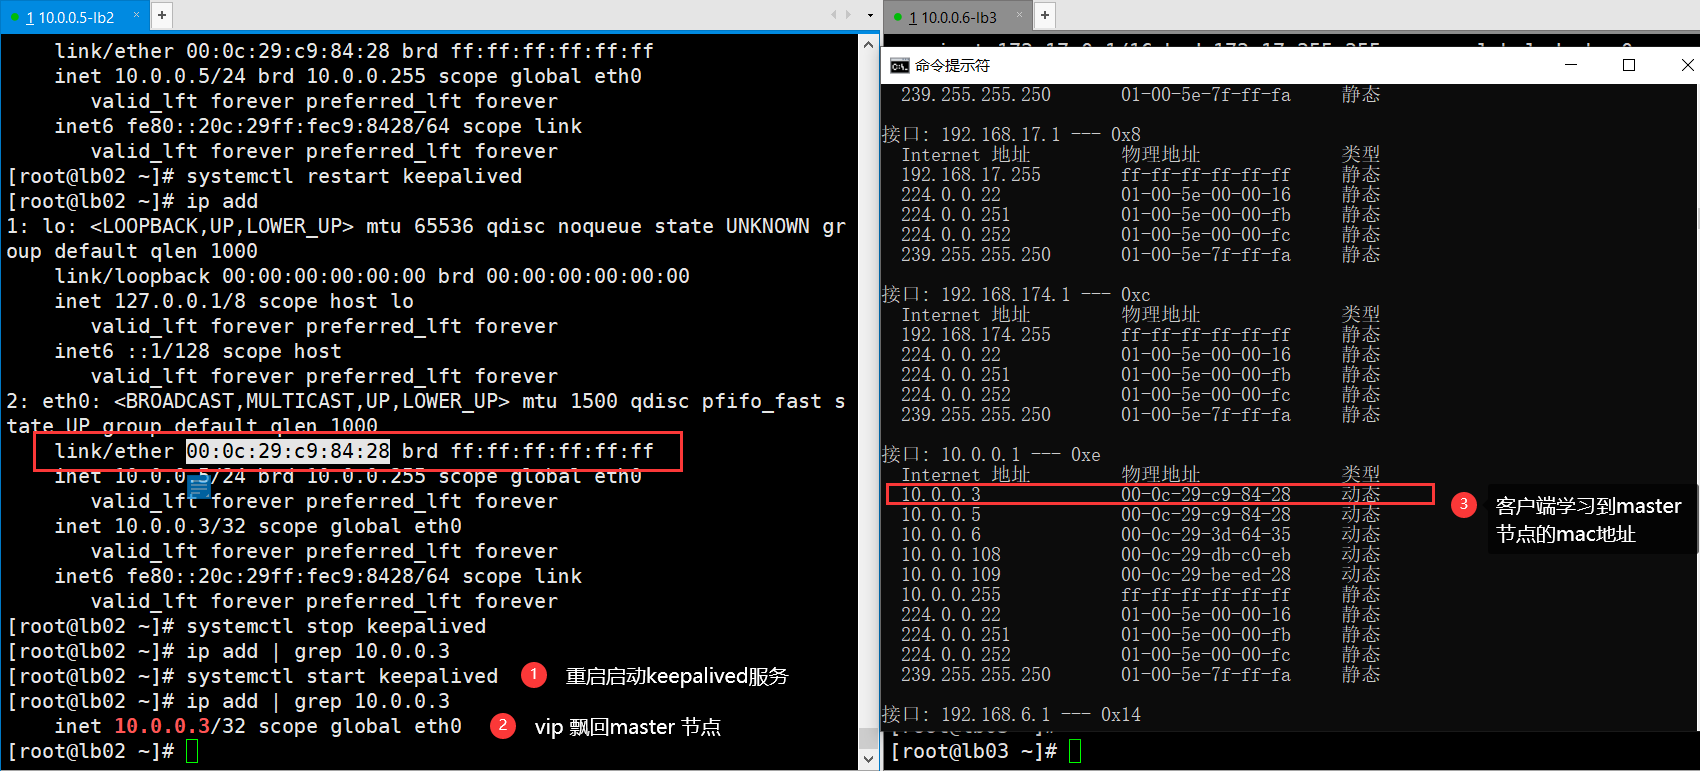 1 10.0.0.5-lb2 × +
link/ether 00:0c:29:c9:84:28 brd ff:ff:ff:ff:ff:ff
inet 10.0.0.5/24 brd 10.0.0.255 scope global eth0
valid_lft forever preferred_lft forever
inet6 fe80::20c:29ff:fec9:8428/64 scope link
valid_lft forever preferred_lft forever
[root@lb02 ~]# systemctl restart keepalived
[root@lb02 ~]# ip add
1: lo: <LOOPBACK,UP,LOWER_UP> mtu 65536 qdisc noqueue state UNKNOWN gr
oup default qlen 1000
link/loopback 00:00:00:00:00:00 brd 00:00:00:00:00:00
inet 127.0.0.1/8 scope host lo
valid_lft forever preferred_lft forever
inet6 ::1/128 scope host
valid_lft forever preferred_lft forever
2: eth0: <BROADCAST,MULTICAST,UP,LOWER_UP> mtu 1500 qdisc pfifo_fast s
tate UP group default qlen 1000
link/ether 00:0c:29:c9:84:28 brd ff:ff:ff:ff:ff:ff
inet 10.0.0.5/24 brd 10.0.0.255 scope global eth0
valid_lft forever preferred_lft forever
inet 10.0.0.3/32 scope global eth0
valid_lft forever preferred_lft forever
inet6 fe80::20c:29ff:fec9:8428/64 scope link
valid_lft forever preferred_lft forever
[root@lb02 ~]# systemctl stop keepalived
[root@lb02 ~]# ip add | grep 10.0.0.3
[root@lb02 ~]# systemctl start keepalived 1 重启启动keepalived服务
[root@lb02 ~]# ip add | grep 10.0.0.3
inet 10.0.0.3/32 scope global eth0 2 vip 飘回master 节点
[root@lb02 ~]#
1 10.0.0.6-lb3 × +
命令提示符
239.255.255.250 01-00-5e-7f-ff-fa 静态
接口: 192.168.17.1 --- 0x8
Internet 地址 物理地址 类型
192.168.17.255 ff-ff-ff-ff-ff-ff 静态
224.0.0.22 01-00-5e-00-00-16 静态
224.0.0.251 01-00-5e-00-00-fb 静态
224.0.0.252 01-00-5e-00-00-fc 静态
239.255.255.250 01-00-5e-7f-ff-fa 静态
接口: 192.168.174.1 --- 0xc
Internet 地址 物理地址 类型
192.168.174.255 ff-ff-ff-ff-ff-ff 静态
224.0.0.22 01-00-5e-00-00-16 静态
224.0.0.251 01-00-5e-00-00-fb 静态
224.0.0.252 01-00-5e-00-00-fc 静态
239.255.255.250 01-00-5e-7f-ff-fa 静态
接口: 10.0.0.1 --- 0xe
Internet 地址 物理地址 类型
10.0.0.3 00-0c-29-c9-84-28 动态
10.0.0.5 00-0c-29-c9-84-28 动态
10.0.0.6 00-0c-29-3d-64-35 动态
10.0.0.108 00-0c-29-db-c0-eb 动态
10.0.0.109 00-0c-29-be-ed-28 动态
10.0.0.255 ff-ff-ff-ff-ff-ff 静态
224.0.0.22 01-00-5e-00-00-16 静态
224.0.0.251 01-00-5e-00-00-fb 静态
224.0.0.252 01-00-5e-00-00-fc 静态
239.255.255.250 01-00-5e-7f-ff-fa 静态
接口: 192.168.6.1 --- 0x14
3 客户端学习到master
节点的mac地址
[root@lb03 ~]#